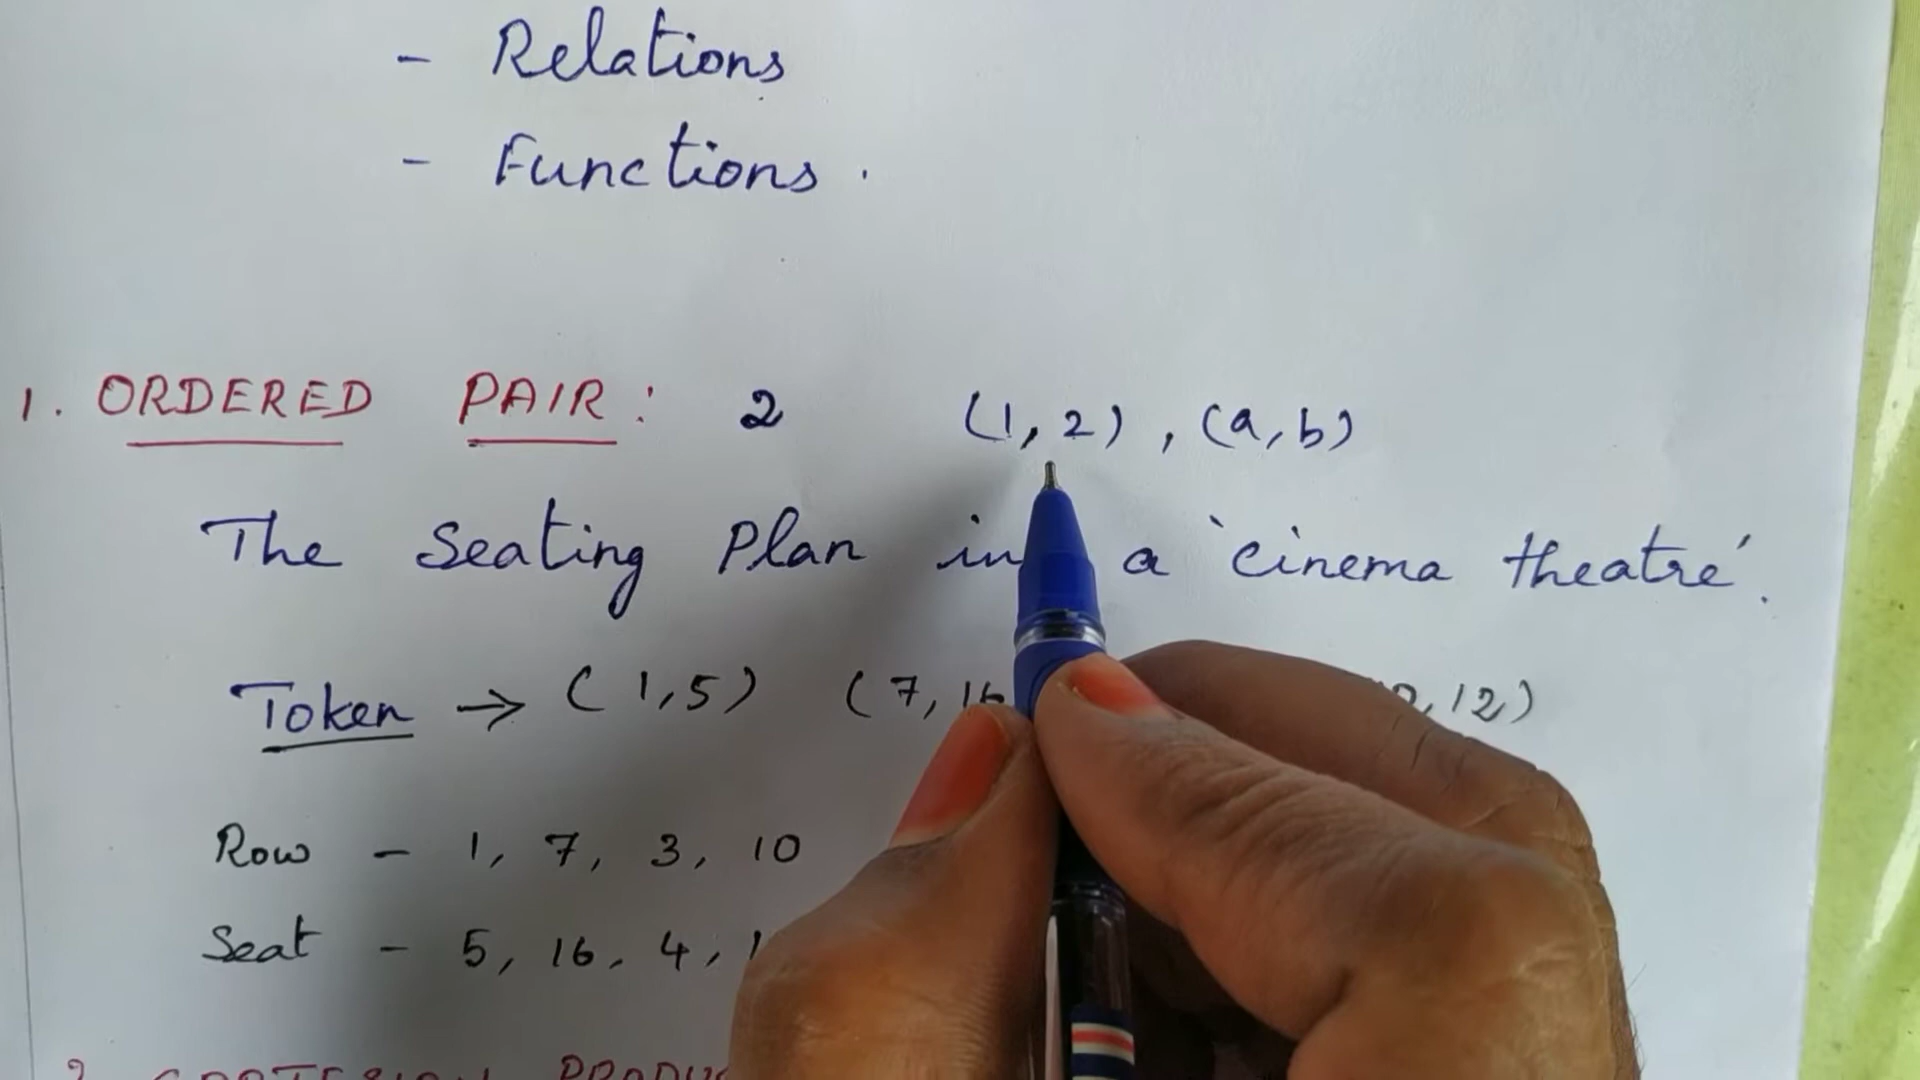 - Relations
- Functions.
1. ORDERED PAIR: 2 (1, 2), (a, b)
The Seating Plan in a 'cinema theatre'.
Token → (1,5) (7, 16 , 12)
Row - 1, 7, 3, 10
Seat - 5, 16, 4, 1